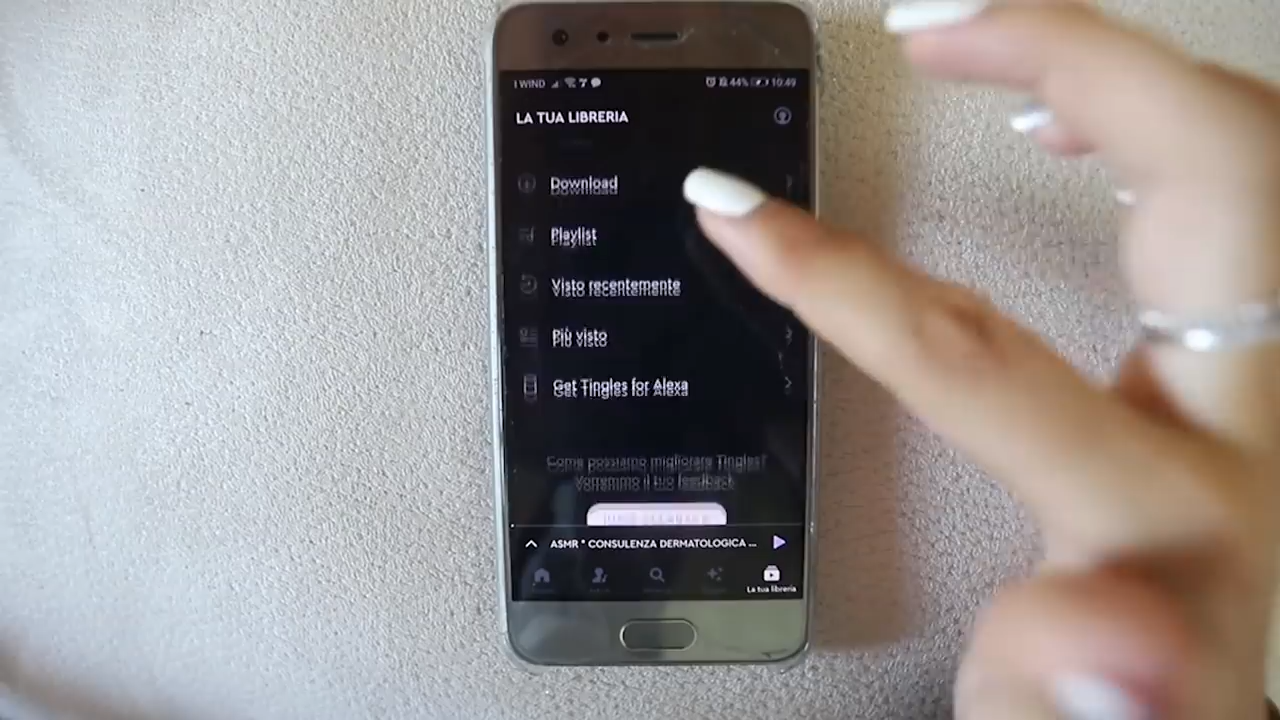 I WIND 7 44% 10:49
LA TUA LIBRERIA
Download
Playlist
Visto recentemente
Più visto
Get Tingles for Alexa
Come possiamo migliorare Tingles?
Vorremmo il tuo feedback
ASMR * CONSULENZA DERMATOLOGICA ...
La tua libreria